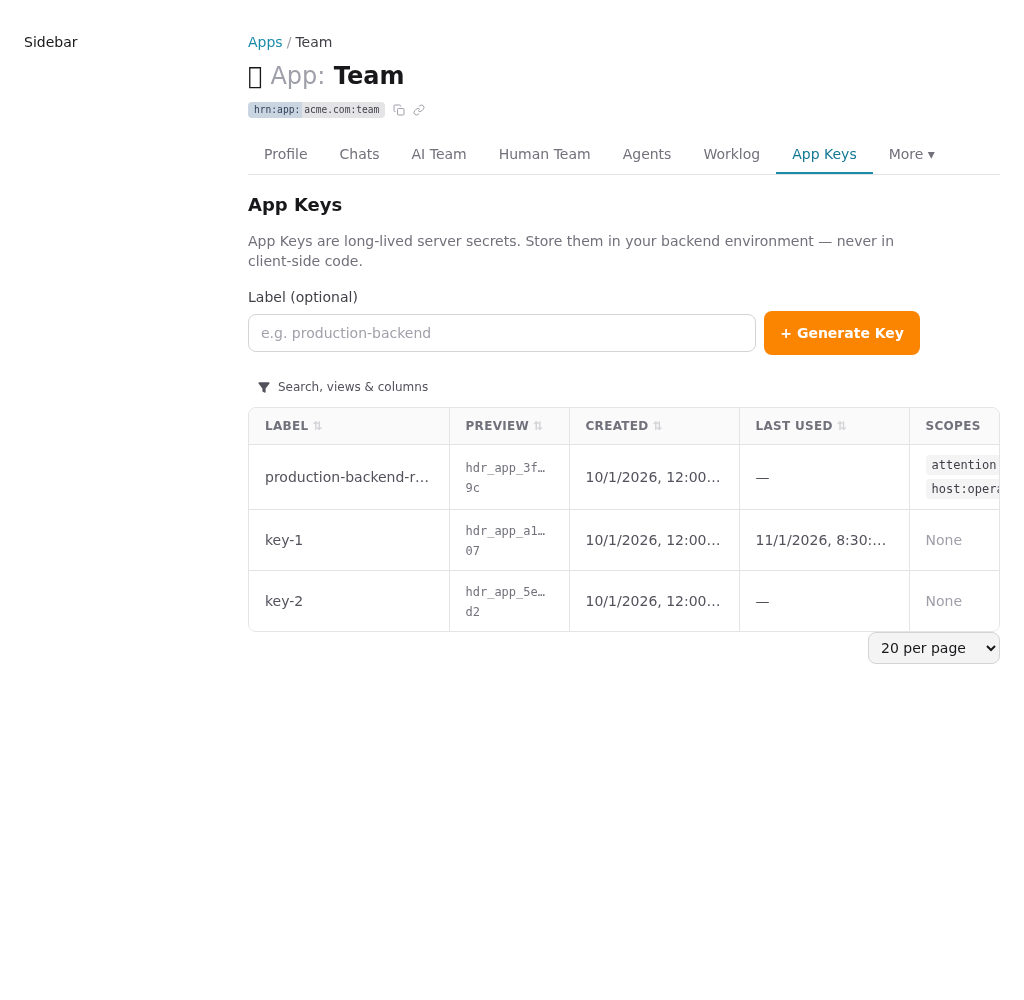 Sidebar
Apps / Team
App: Team
hrn:app: acme.com:team
Profile Chats AI Team Human Team Agents Worklog App Keys More ▾
App Keys
App Keys are long-lived server secrets. Store them in your backend environment — never in
client-side code.
Label (optional)
e.g. production-backend
+ Generate Key
Search, views & columns
LABEL ⇅ PREVIEW ⇅ CREATED ⇅ LAST USED ⇅ SCOPES
production-backend-r… hdr_app_3f…9c 10/1/2026, 12:00… — attention
host:opera
key-1 hdr_app_a1…07 10/1/2026, 12:00… 11/1/2026, 8:30:… None
key-2 hdr_app_5e…d2 10/1/2026, 12:00… — None
20 per page